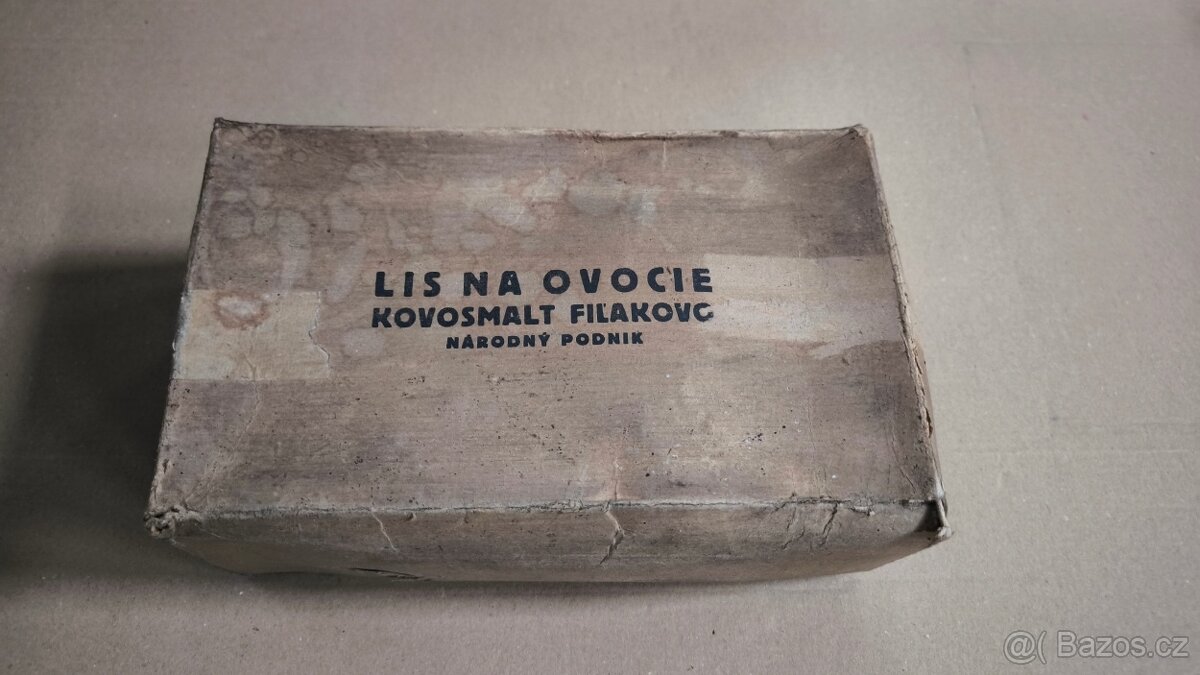 LIS NA OVOCIE
KOVOSMALT FIĽAKOVO
NÁRODNÝ PODNIK
@( Bazos.cz